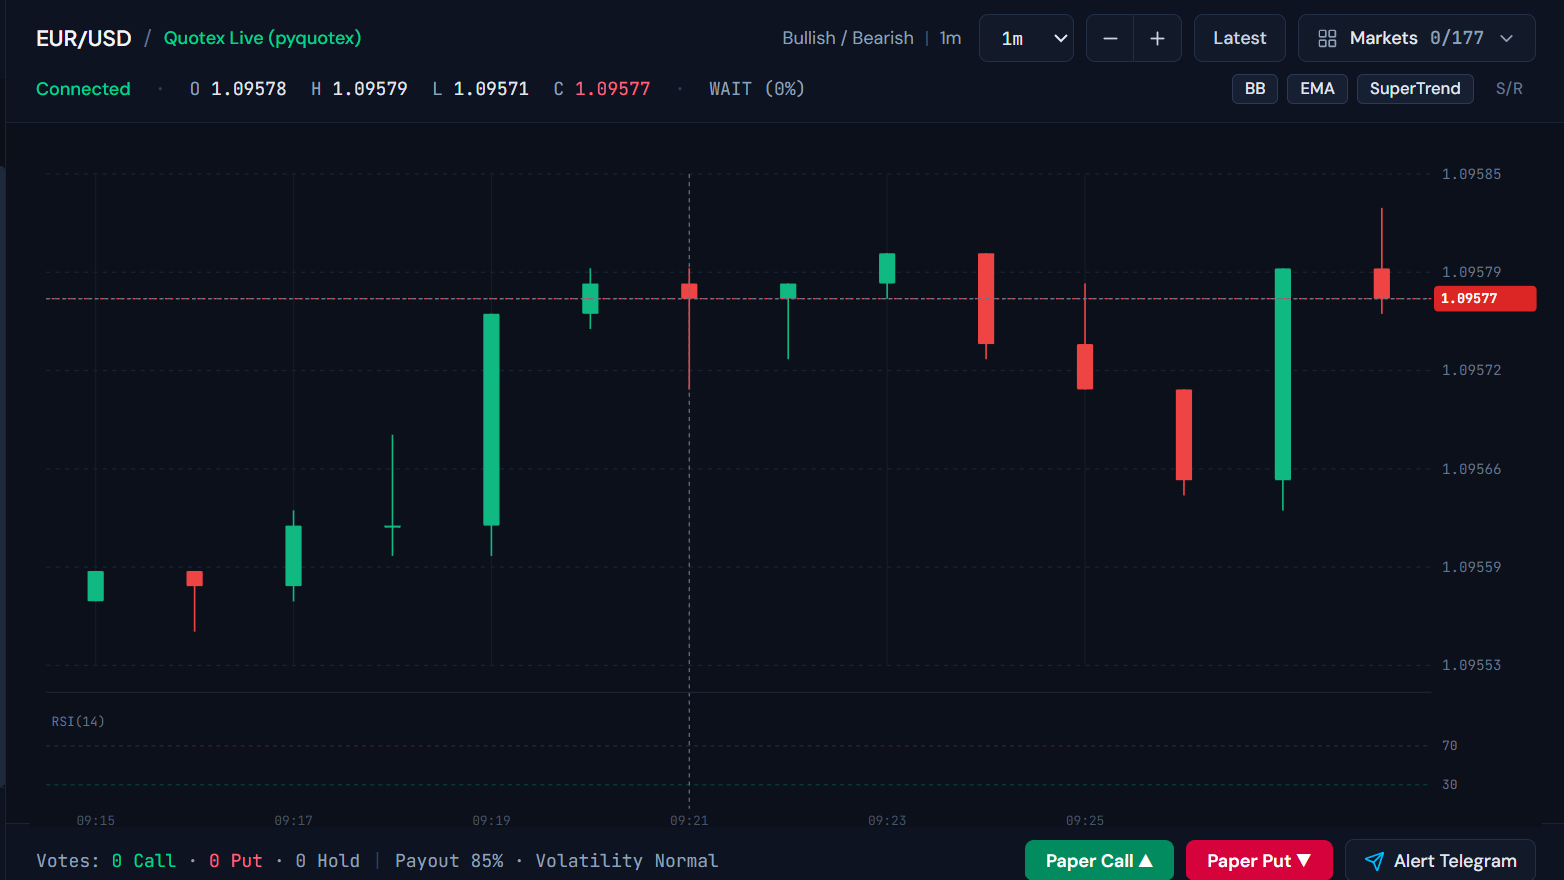 EUR/USD / Quotex Live (pyquotex) Bullish / Bearish | 1m 1m − + Latest Markets 0/177
Connected · O 1.09578 H 1.09579 L 1.09571 C 1.09577 · WAIT (0%) BB EMA SuperTrend S/R
1.09585
1.09579
1.09577
1.09572
1.09566
1.09559
1.09553
RSI(14)
70
30
09:15 09:17 09:19 09:21 09:23 09:25
Votes: 0 Call · 0 Put · 0 Hold | Payout 85% · Volatility Normal Paper Call ▲ Paper Put ▼ Alert Telegram